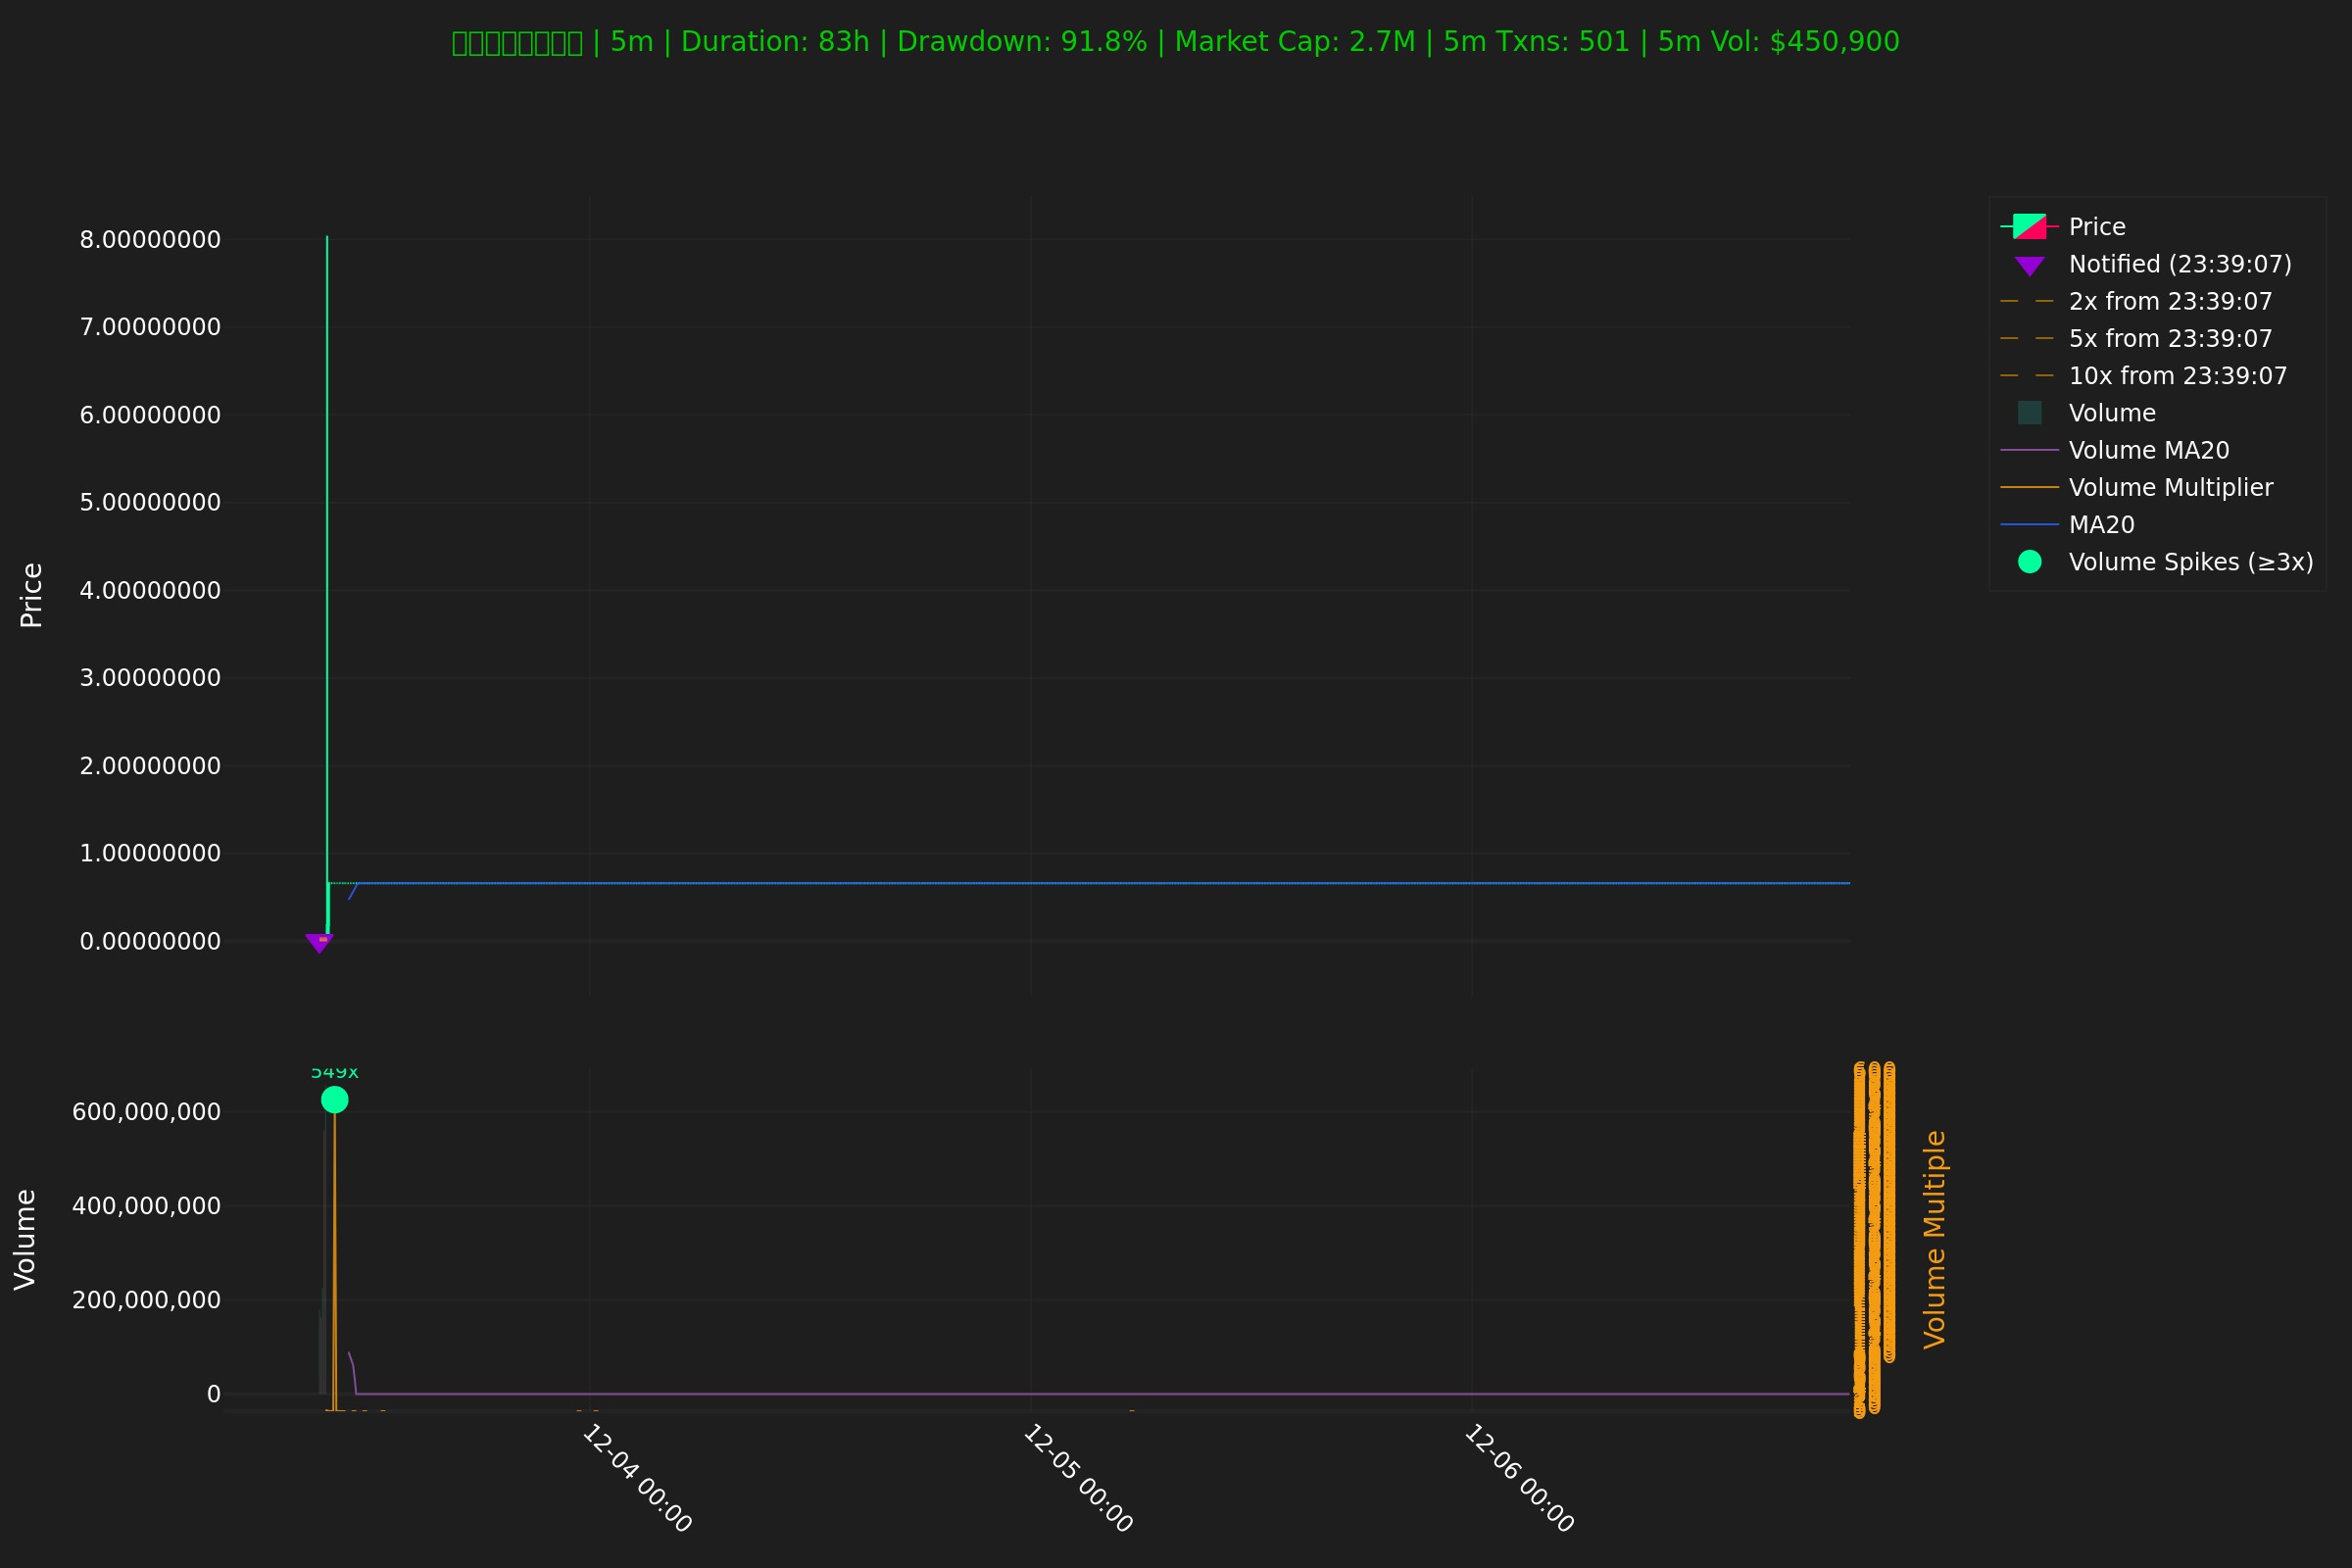 | 5m | Duration: 83h | Drawdown: 91.8% | Market Cap: 2.7M | 5m Txns: 501 | 5m Vol: $450,900
8.00000000
7.00000000
6.00000000
5.00000000
4.00000000
3.00000000
2.00000000
1.00000000
0.00000000
Price
Price
Notified (23:39:07)
2x from 23:39:07
5x from 23:39:07
10x from 23:39:07
Volume
Volume MA20
Volume Multiplier
MA20
Volume Spikes (≥3x)
549x
600,000,000
400,000,000
200,000,000
0
Volume
Volume Multiple
12-04 00:00
12-05 00:00
12-06 00:00